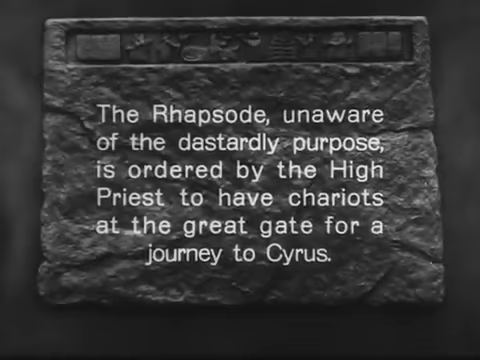 The Rhapsode, unaware
of the dastardly purpose,
is ordered by the High
Priest to have chariots
at the great gate for a
journey to Cyrus.